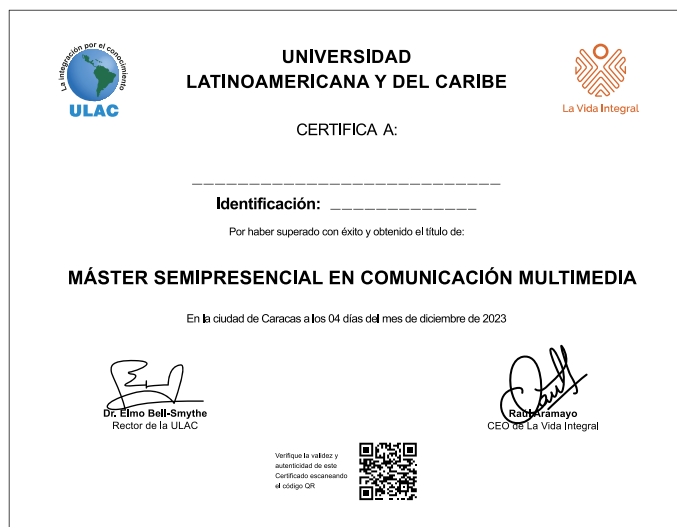 La integración por el conocimiento
ULAC
UNIVERSIDAD
LATINOAMERICANA Y DEL CARIBE
La Vida Integral
CERTIFICA A:
Identificación:
Por haber superado con éxito y obtenido el título de:
MÁSTER SEMIPRESENCIAL EN COMUNICACIÓN MULTIMEDIA
En la ciudad de Caracas a los 04 días del mes de diciembre de 2023
Dr. Elmo Bell-Smythe
Rector de la ULAC
Raúl Aramayo
CEO de La Vida Integral
Verifique la validez y
autenticidad de este
Certificado escaneando
el código QR